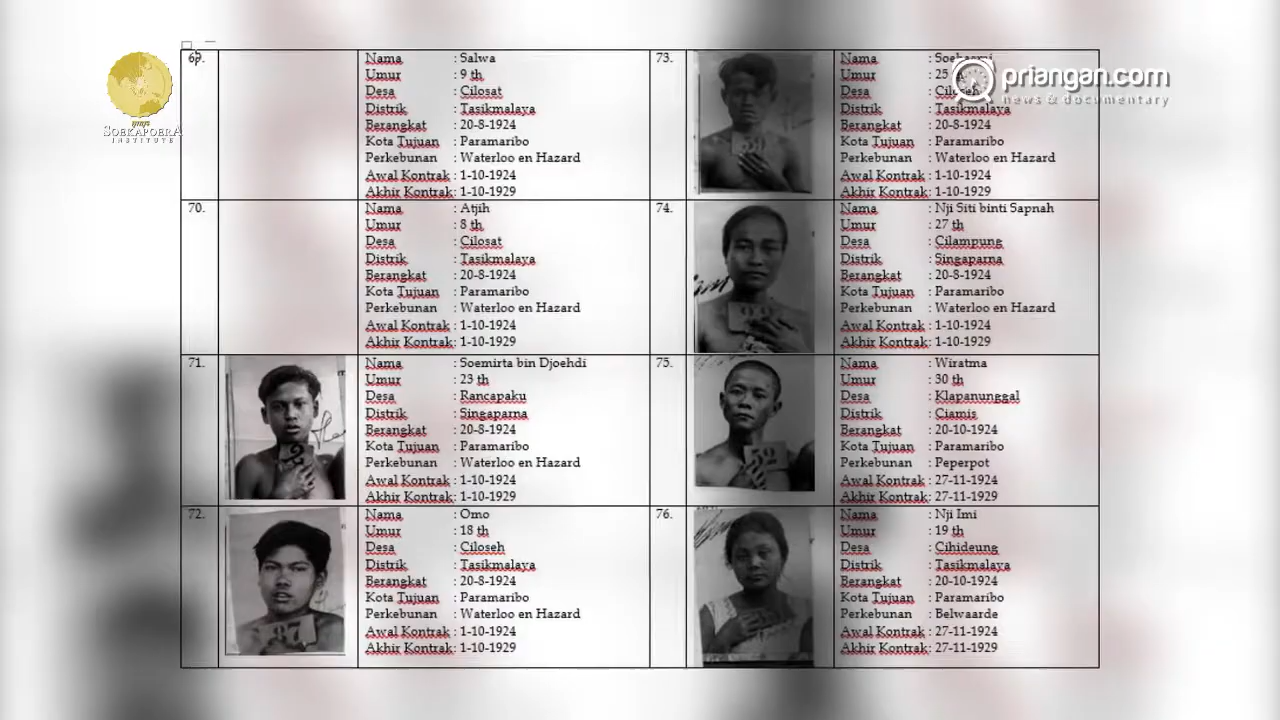 SOEKAPOERA
INSTITUTE
priangan.com
news & documentary
69.
Nama : Salwa
Umur : 9 th
Desa : Cilosat
Distrik : Tasikmalaya
Berangkat : 20-8-1924
Kota Tujuan : Paramaribo
Perkebunan : Waterloo en Hazard
Awal Kontrak : 1-10-1924
Akhir Kontrak: 1-10-1929
70.
Nama : Atjih
Umur : 8 th
Desa : Cilosat
Distrik : Tasikmalaya
Berangkat : 20-8-1924
Kota Tujuan : Paramaribo
Perkebunan : Waterloo en Hazard
Awal Kontrak : 1-10-1924
Akhir Kontrak: 1-10-1929
71.
Nama : Soemirta bin Djoehdi
Umur : 23 th
Desa : Rancapaku
Distrik : Singaparna
Berangkat : 20-8-1924
Kota Tujuan : Paramaribo
Perkebunan : Waterloo en Hazard
Awal Kontrak : 1-10-1924
Akhir Kontrak: 1-10-1929
72.
Nama : Omo
Umur : 18 th
Desa : Ciloseh
Distrik : Tasikmalaya
Berangkat : 20-8-1924
Kota Tujuan : Paramaribo
Perkebunan : Waterloo en Hazard
Awal Kontrak : 1-10-1924
Akhir Kontrak: 1-10-1929
73.
Nama :
Umur : 25
Desa : Ciloseh
Distrik : Tasikmalaya
Berangkat : 20-8-1924
Kota Tujuan : Paramaribo
Perkebunan : Waterloo en Hazard
Awal Kontrak : 1-10-1924
Akhir Kontrak: 1-10-1929
74.
Nama : Nji Siti binti Sapnah
Umur : 27 th
Desa : Cilampung
Distrik : Singaparna
Berangkat : 20-8-1924
Kota Tujuan : Paramaribo
Perkebunan : Waterloo en Hazard
Awal Kontrak : 1-10-1924
Akhir Kontrak: 1-10-1929
75.
Nama : Wiratma
Umur : 30 th
Desa : Klapanunggal
Distrik : Ciamis
Berangkat : 20-10-1924
Kota Tujuan : Paramaribo
Perkebunan : Peperpot
Awal Kontrak : 27-11-1924
Akhir Kontrak: 27-11-1929
76.
Nama : Nji Imi
Umur : 19 th
Desa : Cihideung
Distrik : Tasikmalaya
Berangkat : 20-10-1924
Kota Tujuan : Paramaribo
Perkebunan : Belwaarde
Awal Kontrak : 27-11-1924
Akhir Kontrak: 27-11-1929